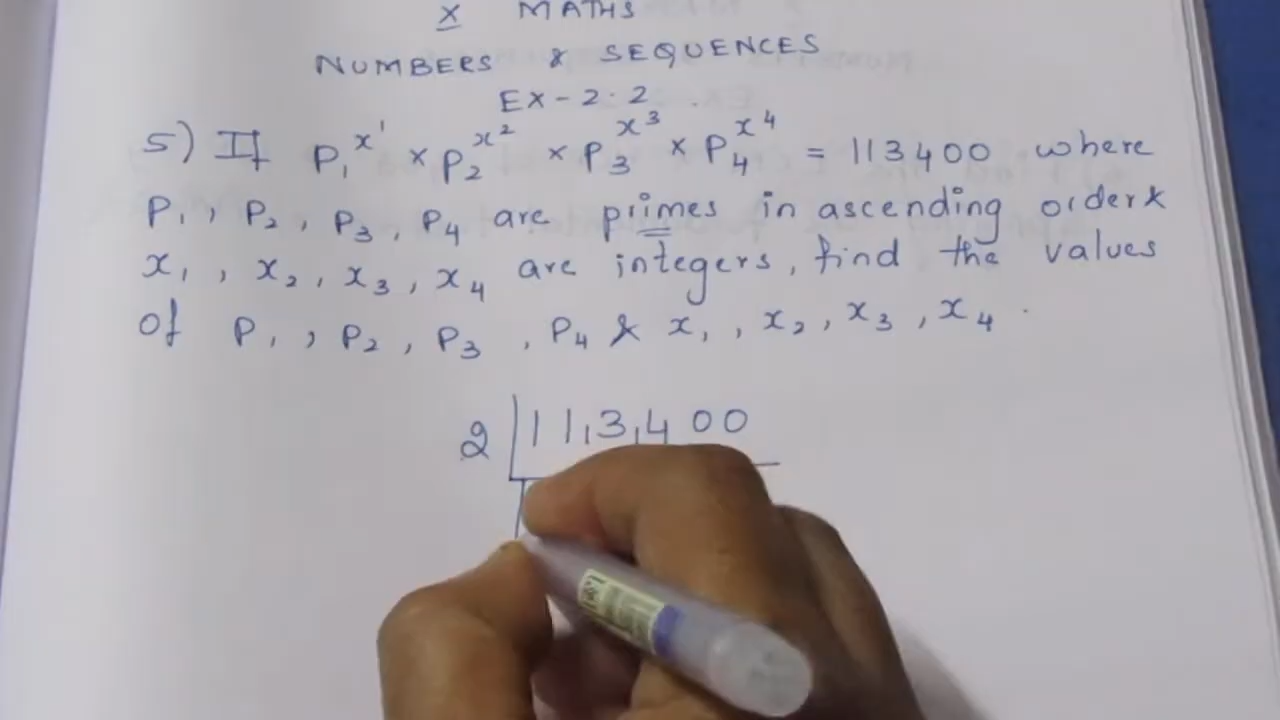 X MATHS
NUMBERS & SEQUENCES
EX-2.2
5) If P₁^x¹ × P₂^x² × P₃^x³ × P₄^x⁴ = 113400 where
P₁, P₂, P₃, P₄ are primes in ascending order &
x₁, x₂, x₃, x₄ are integers, find the values
of P₁, P₂, P₃, P₄ & x₁, x₂, x₃, x₄.
2 | 11,3,400